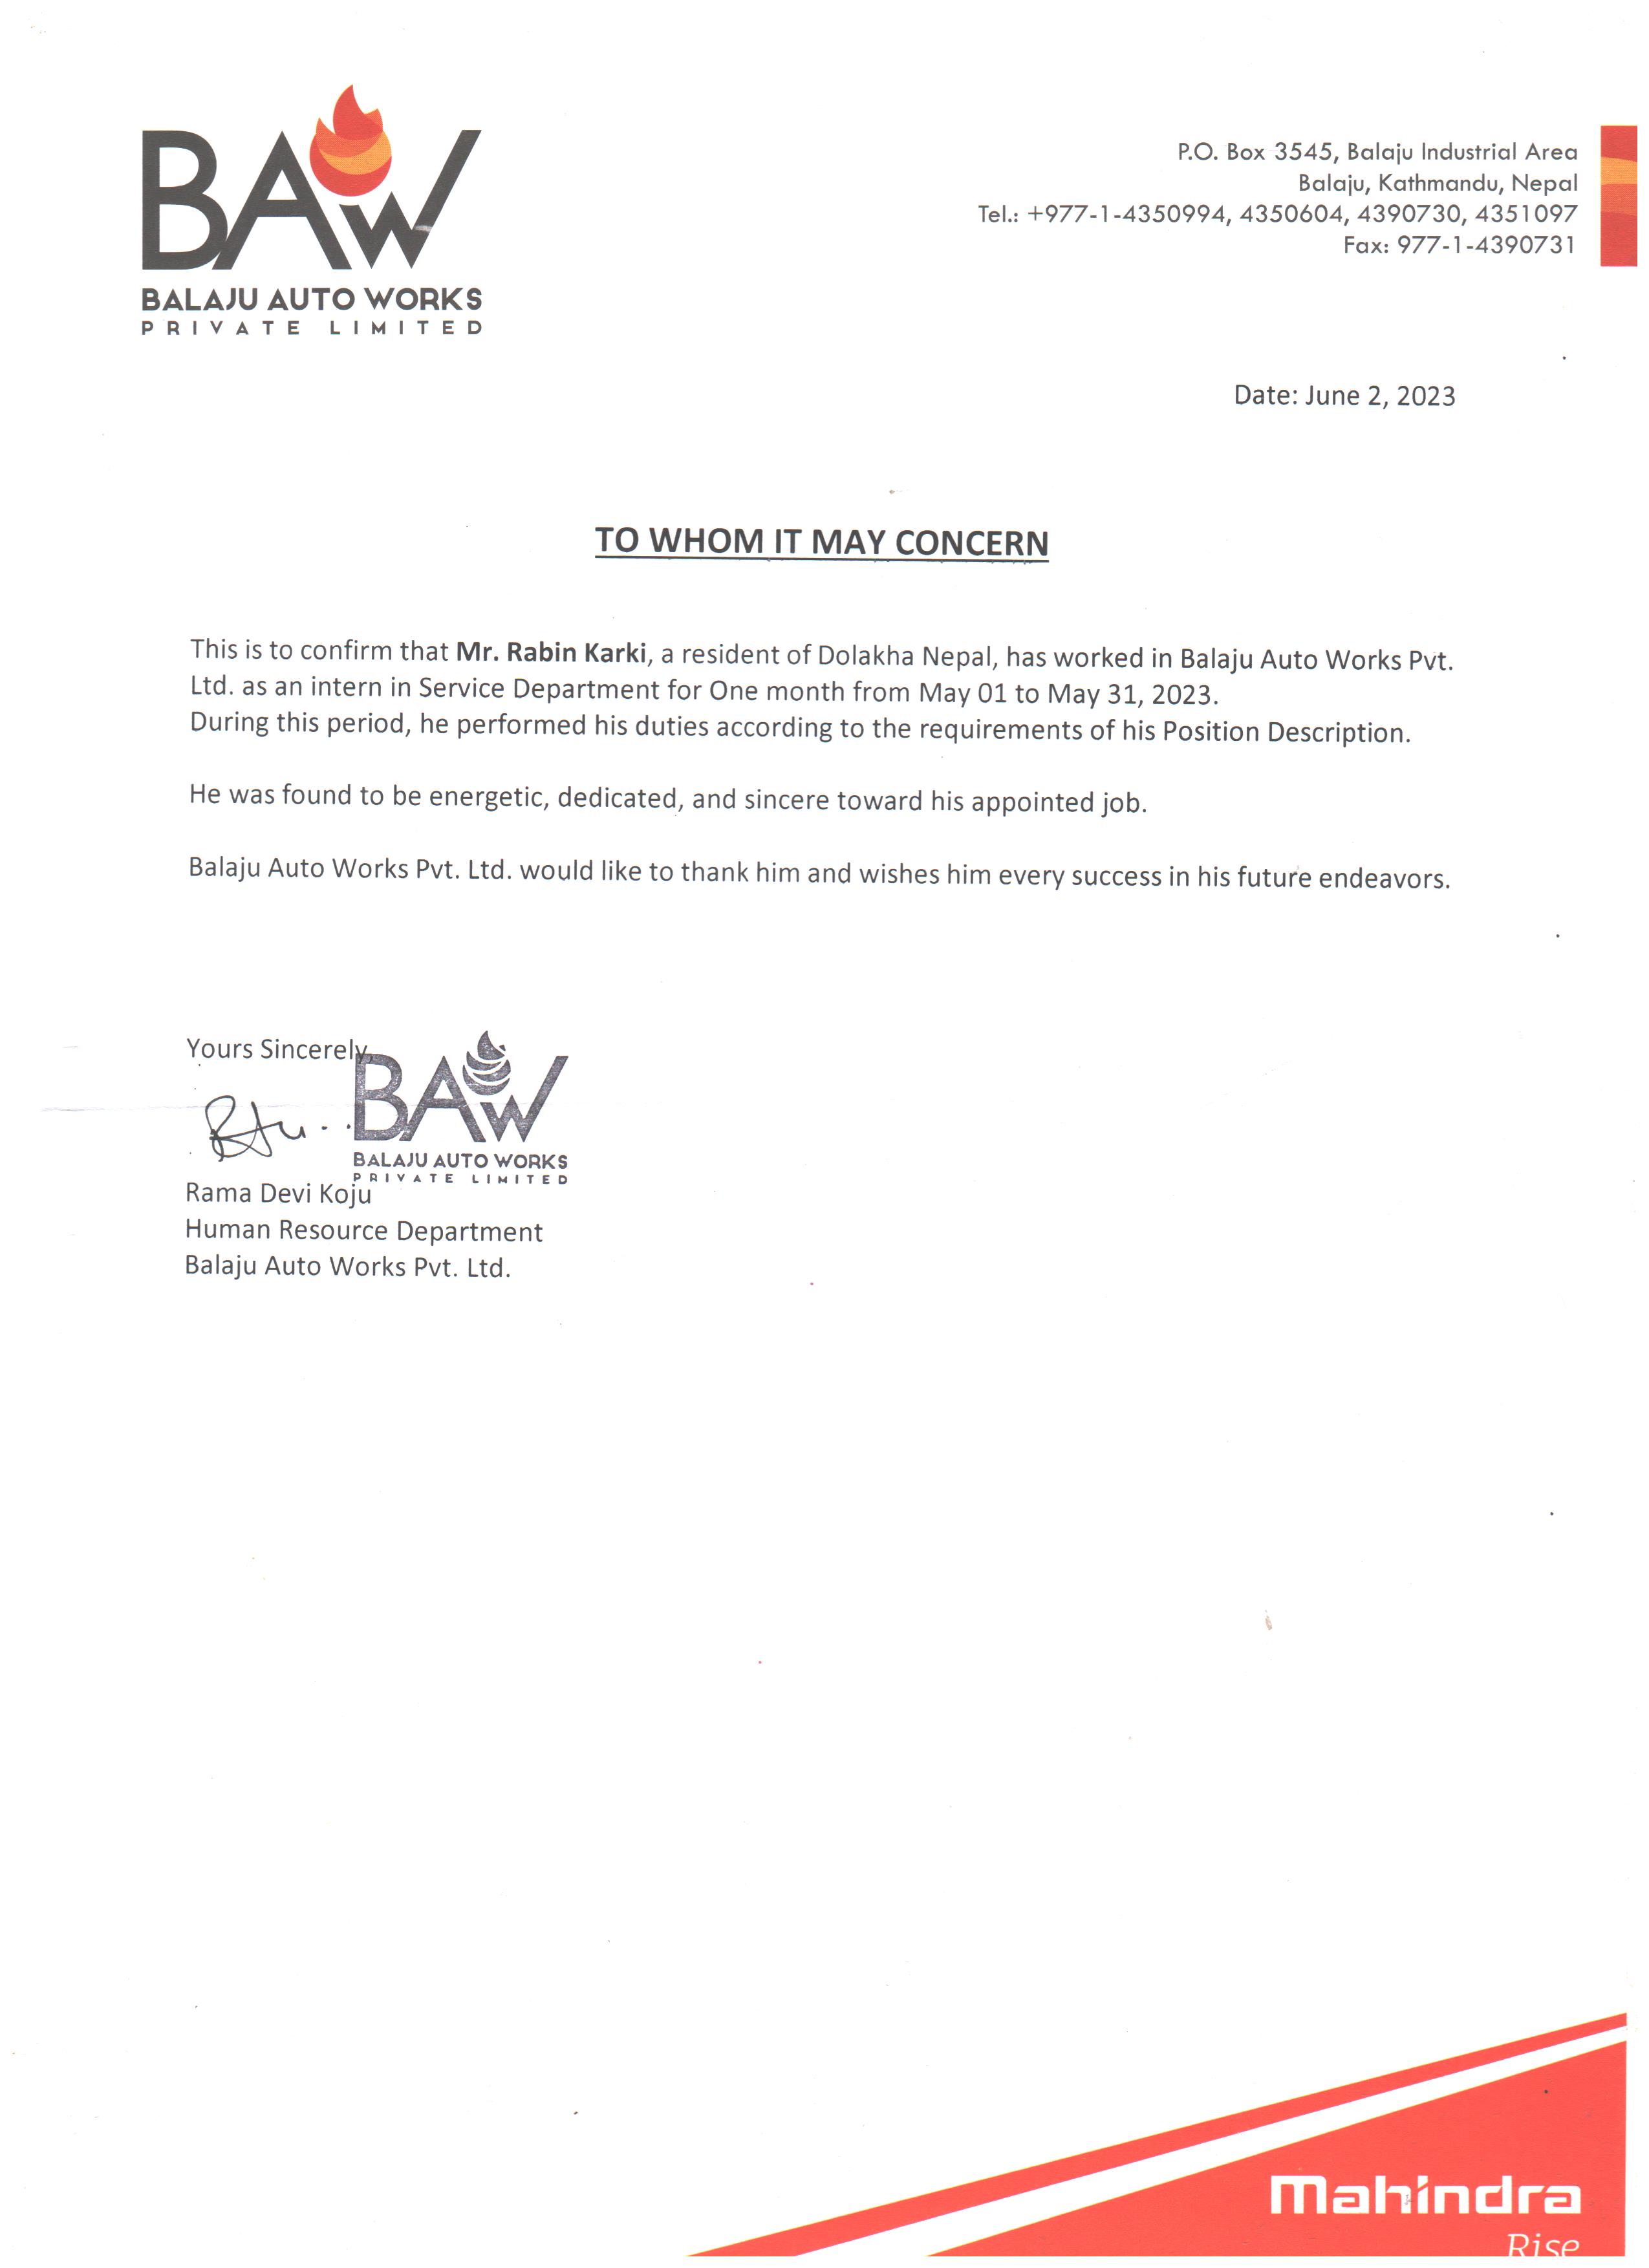 BAW
BALAJU AUTO WORKS
PRIVATE LIMITED
P.O. Box 3545, Balaju Industrial Area
Balaju, Kathmandu, Nepal
Tel.: +977-1-4350994, 4350604, 4390730, 4351097
Fax: 977-1-4390731
Date: June 2, 2023
TO WHOM IT MAY CONCERN
This is to confirm that Mr. Rabin Karki, a resident of Dolakha Nepal, has worked in Balaju Auto Works Pvt.
Ltd. as an intern in Service Department for One month from May 01 to May 31, 2023.
During this period, he performed his duties according to the requirements of his Position Description.
He was found to be energetic, dedicated, and sincere toward his appointed job.
Balaju Auto Works Pvt. Ltd. would like to thank him and wishes him every success in his future endeavors.
Yours Sincerely,
BAW
BALAJU AUTO WORKS
PRIVATE LIMITED
Rama Devi Koju
Human Resource Department
Balaju Auto Works Pvt. Ltd.
Mahindra
Rise